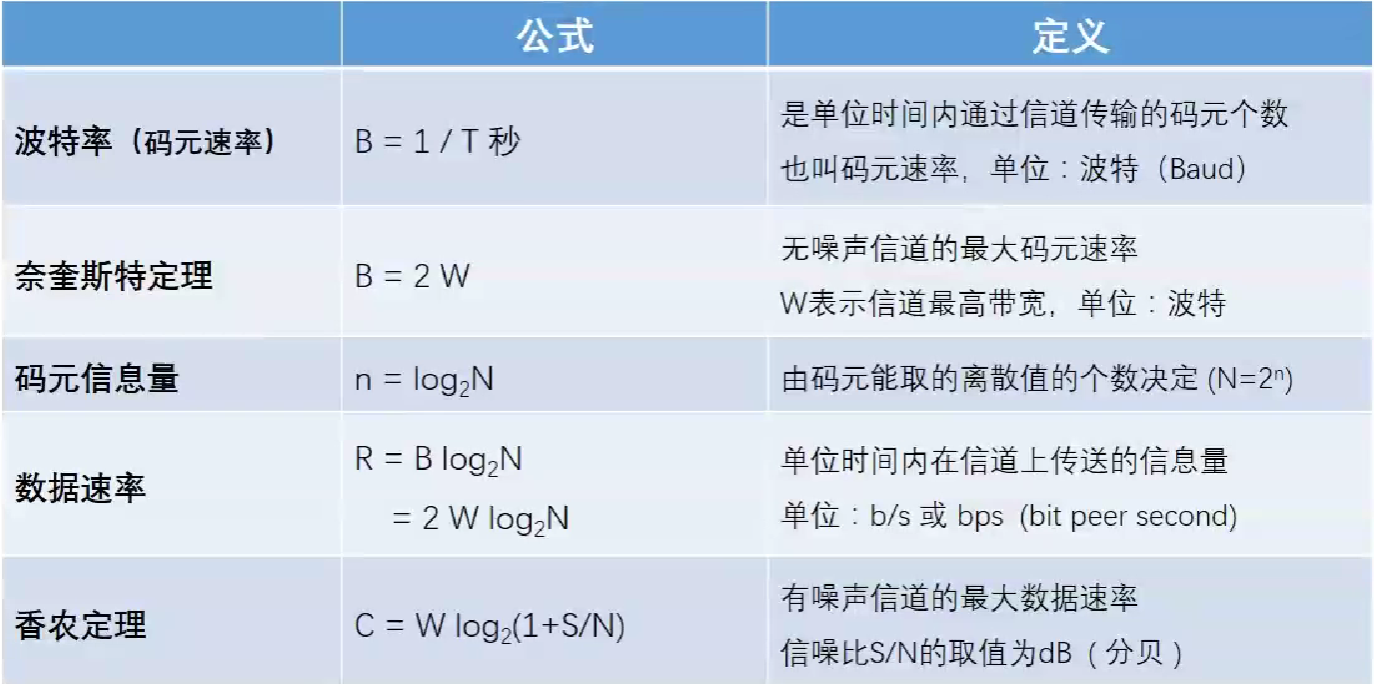 公式 定义
波特率（码元速率） B = 1 / T 秒 是单位时间内通过信道传输的码元个数
也叫码元速率，单位：波特（Baud）
奈奎斯特定理 B = 2 W 无噪声信道的最大码元速率
W表示信道最高带宽，单位：波特
码元信息量 n = log₂N 由码元能取的离散值的个数决定 (N=2ⁿ)
数据速率 R = B log₂N 单位时间内在信道上传送的信息量
= 2 W log₂N 单位：b/s 或 bps (bit peer second)
香农定理 C = W log₂(1+S/N) 有噪声信道的最大数据速率
信噪比S/N的取值为dB（分贝）